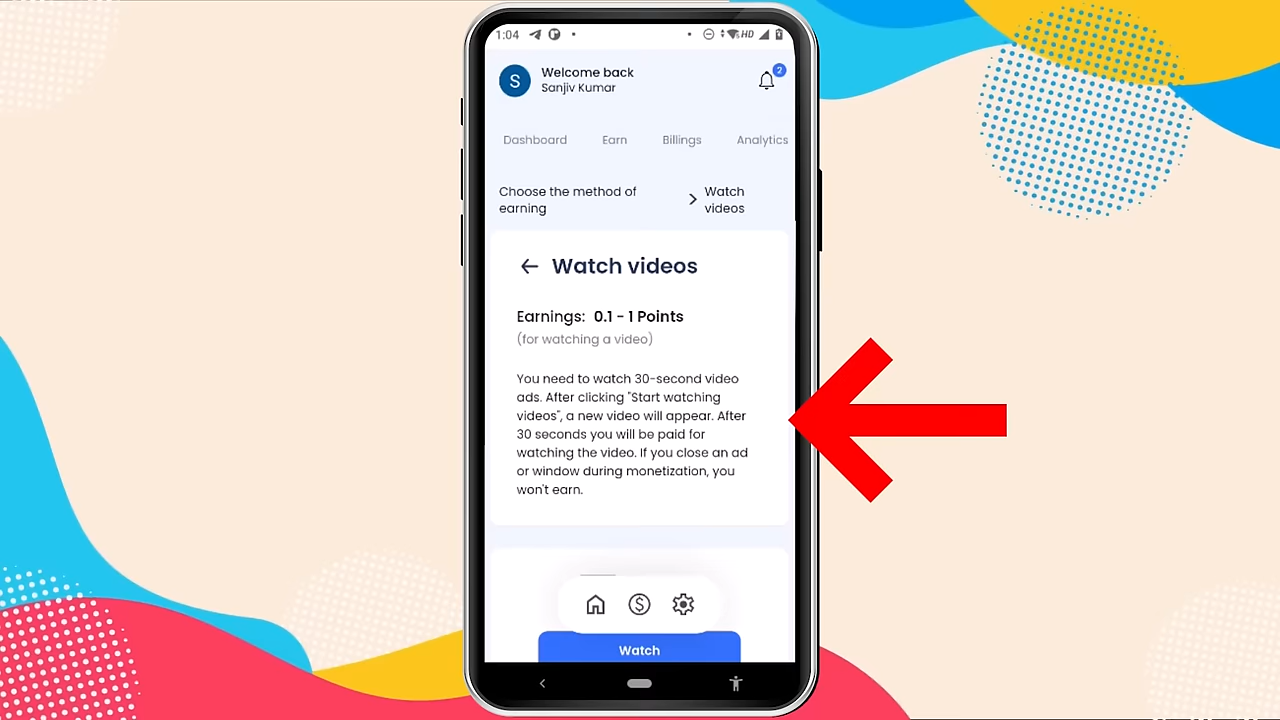 1:04
HD
S
Welcome back
Sanjiv Kumar
2
Dashboard Earn Billings Analytics
Choose the method of
earning
> Watch
videos
← Watch videos
Earnings: 0.1 - 1 Points
(for watching a video)
You need to watch 30-second video
ads. After clicking "Start watching
videos", a new video will appear. After
30 seconds you will be paid for
watching the video. If you close an ad
or window during monetization, you
won't earn.
$
Watch